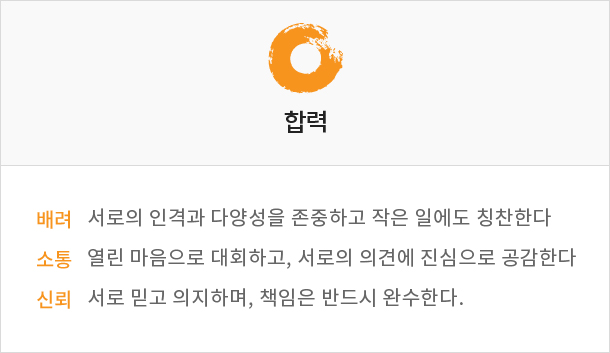 합력
배려 서로의 인격과 다양성을 존중하고 작은 일에도 칭찬한다
소통 열린 마음으로 대회하고, 서로의 의견에 진심으로 공감한다
신뢰 서로 믿고 의지하며, 책임은 반드시 완수한다.